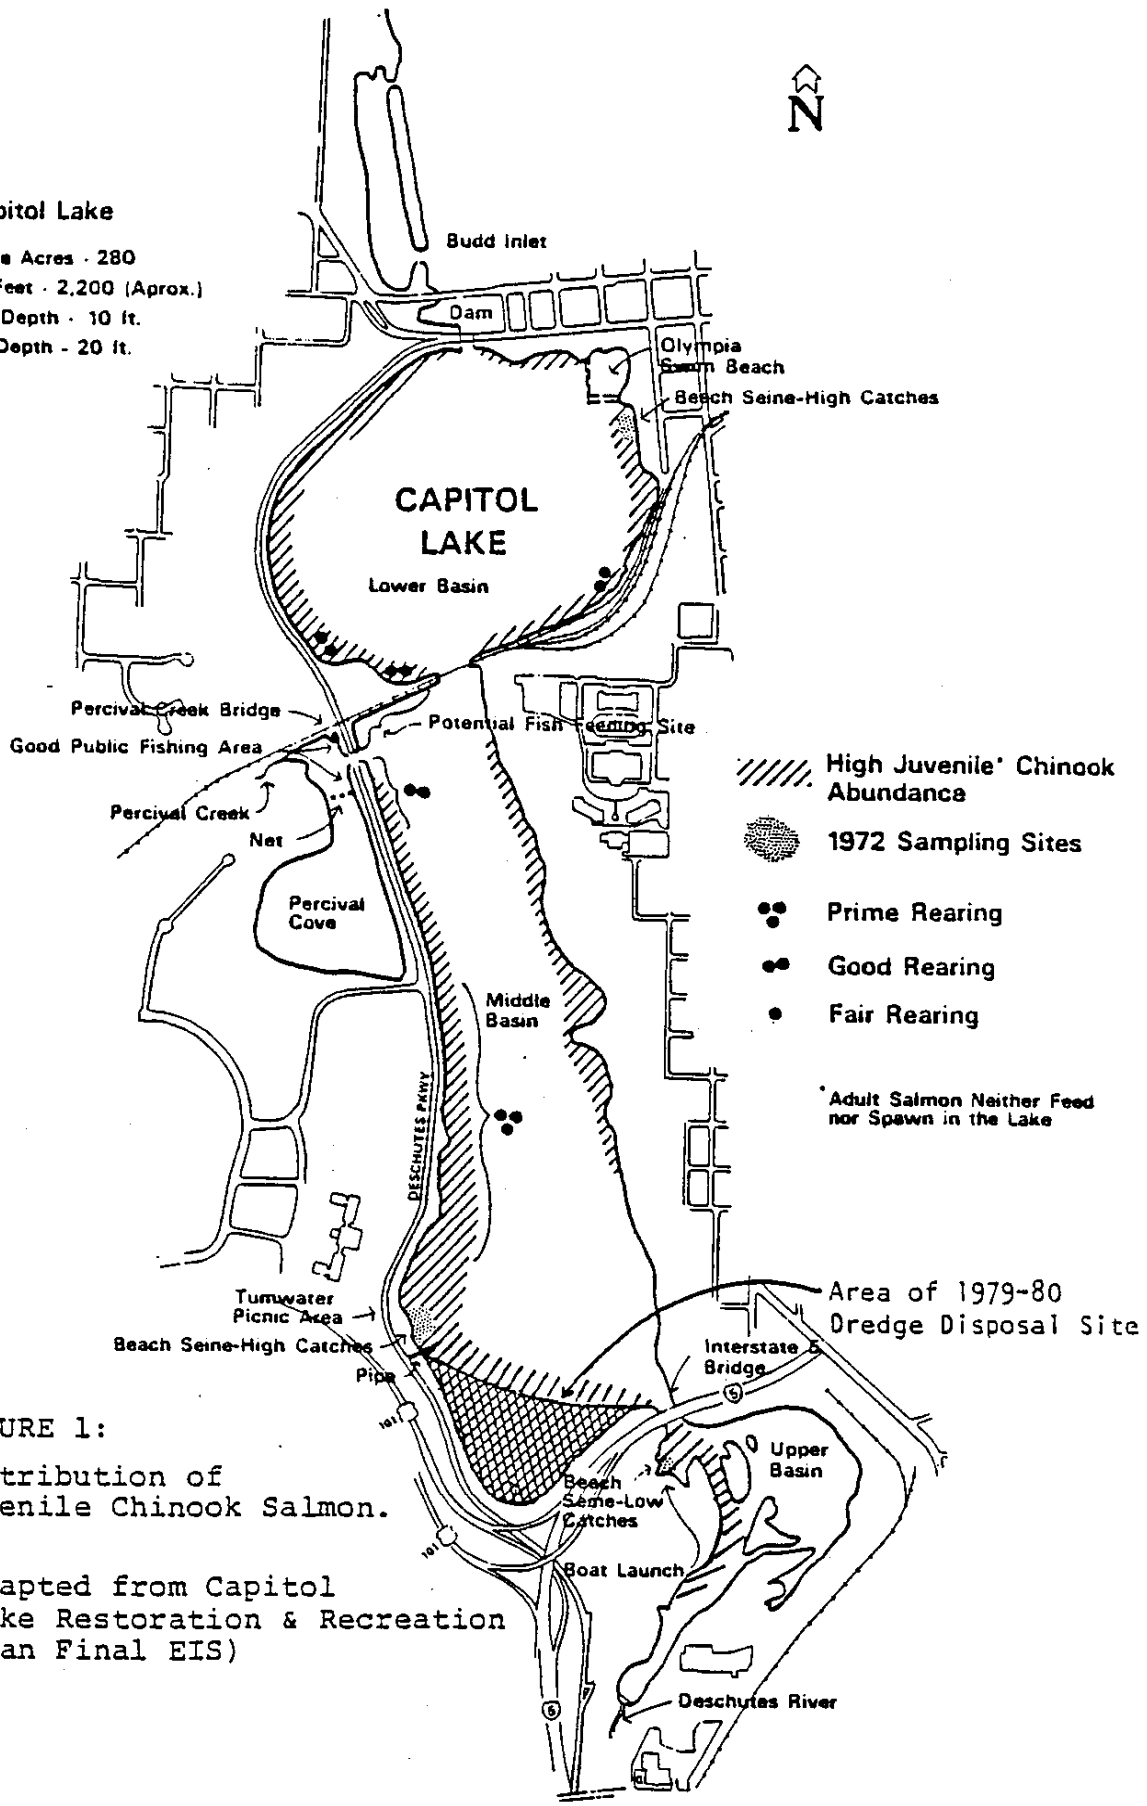 N
pitol Lake
e Acres - 280
Feet - 2,200 (Aprox.)
Depth - 10 ft.
Depth - 20 ft.
Budd Inlet
Dam
Olympia
Swim Beach
Beech Seine-High Catches
CAPITOL
LAKE
Lower Basin
Percival Creek Bridge
Potential Fish Feeding Site
Good Public Fishing Area
Percival Creek
Net
Percival
Cove
High Juvenile* Chinook
Abundance
1972 Sampling Sites
Prime Rearing
Good Rearing
Fair Rearing
*Adult Salmon Neither Feed
nor Spawn in the Lake
Middle
Basin
DESCHUTES PKWY
Tumwater
Picnic Area
Beach Seine-High Catches
Pipe
Area of 1979-80
Dredge Disposal Site
Interstate 5
Bridge
5
101
Upper
Basin
Beach
Seine-Low
Catches
101
Boat Launch
5
Deschutes River
URE 1:
tribution of
enile Chinook Salmon.
apted from Capitol
ke Restoration & Recreation
an Final EIS)